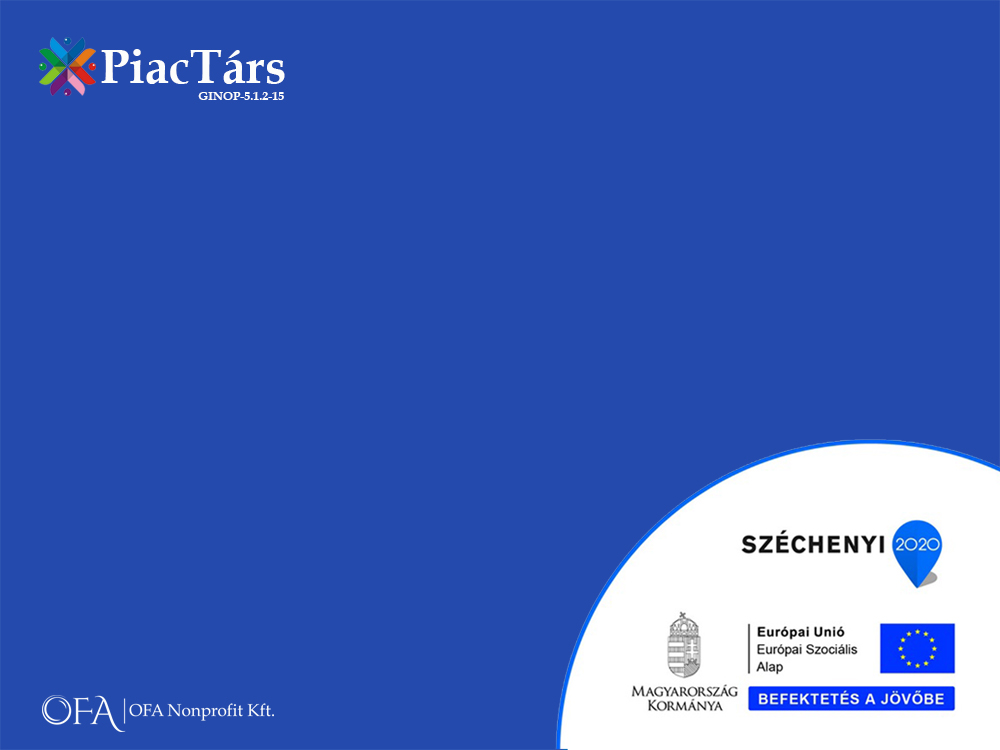 PiacTárs
GINOP-5.1.2-15
SZÉCHENYI 2020
MAGYARORSZÁG
KORMÁNYA
Európai Unió
Európai Szociális
Alap
BEFEKTETÉS A JÖVŐBE
OFA | OFA Nonprofit Kft.